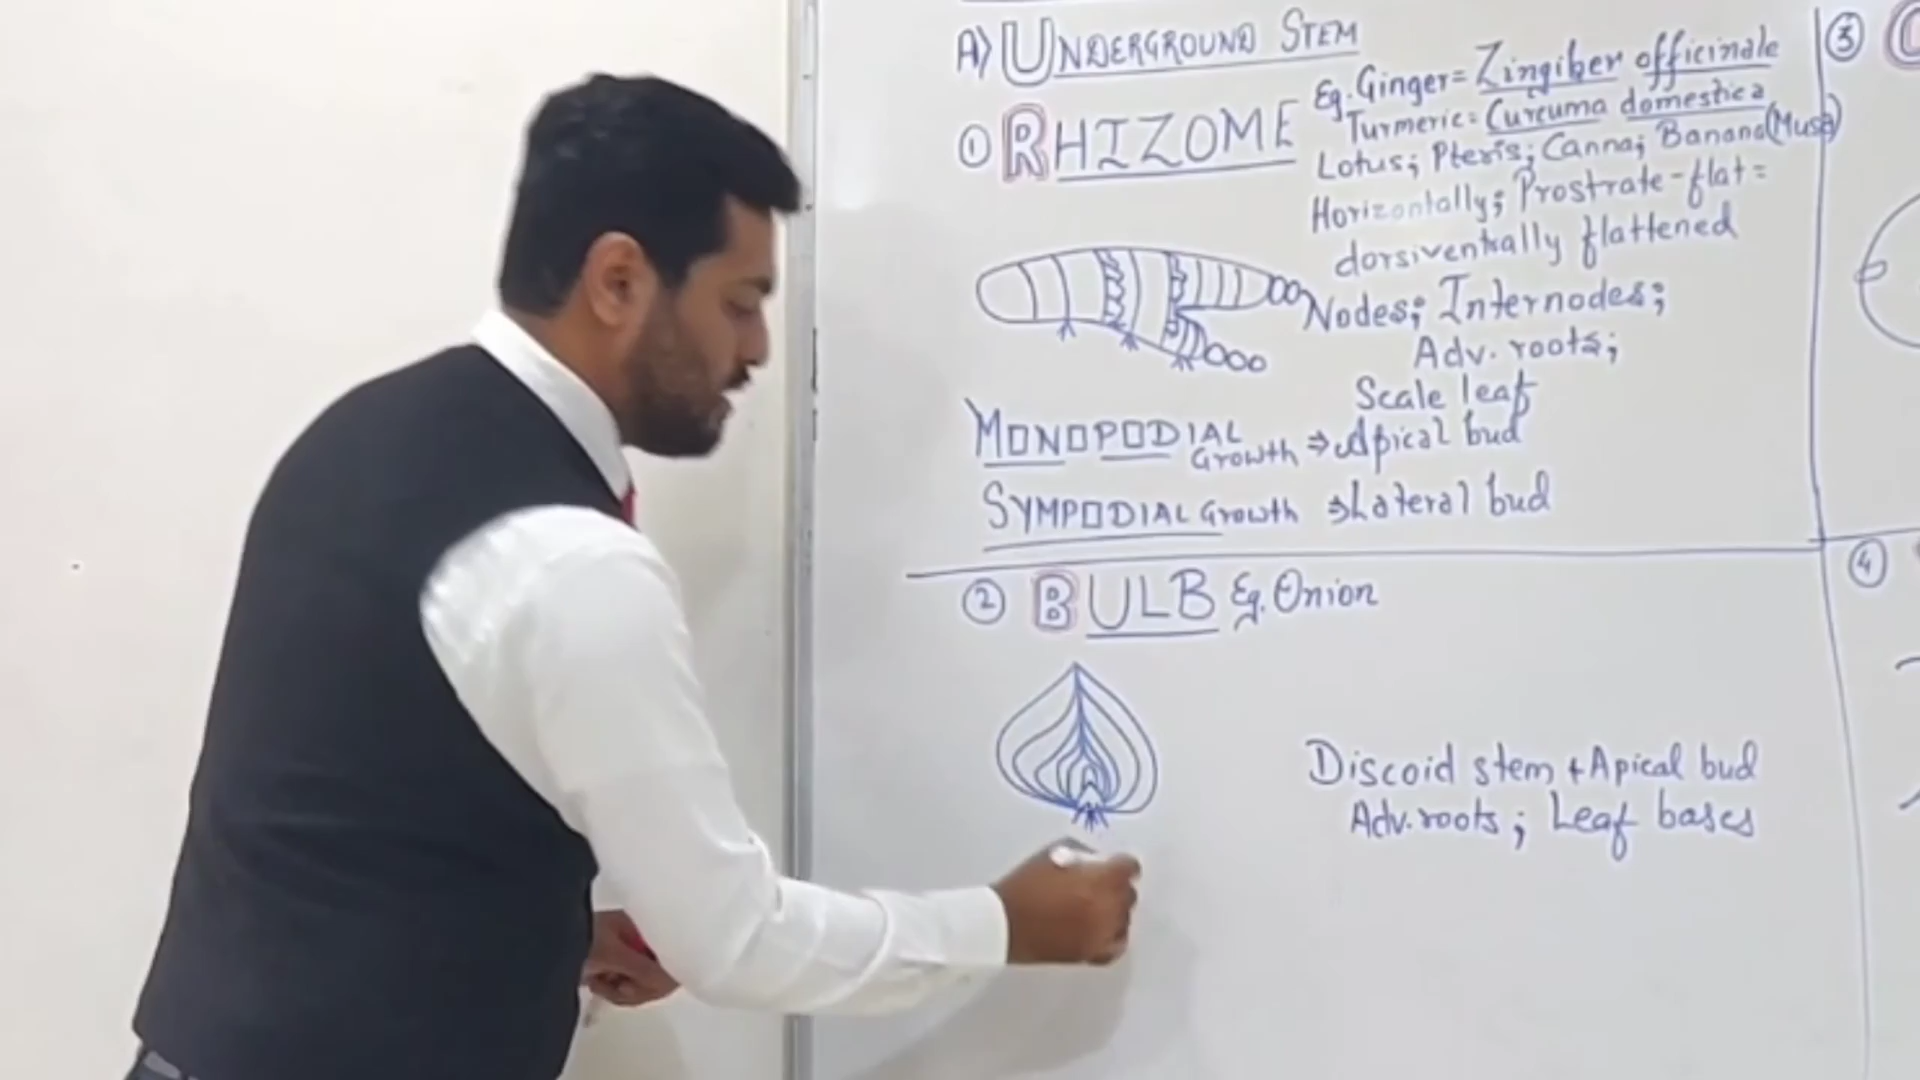 A) UNDERGROUND STEM
① RHIZOME
Eg. Ginger = Zingiber officinale
Turmeric: Curcuma domestica
Lotus; Pteris; Canna; Banana (Musa)
Horizontally; Prostrate-flat =
dorsiventrally flattened
Nodes; Internodes;
Adv. roots;
Scale leaf
MONOPODIAL Growth ⇒ Apical bud
SYMPODIAL Growth ⇒ Lateral bud
② BULB Eg. Onion
Discoid stem + Apical bud
Adv. roots ; Leaf bases
③
④